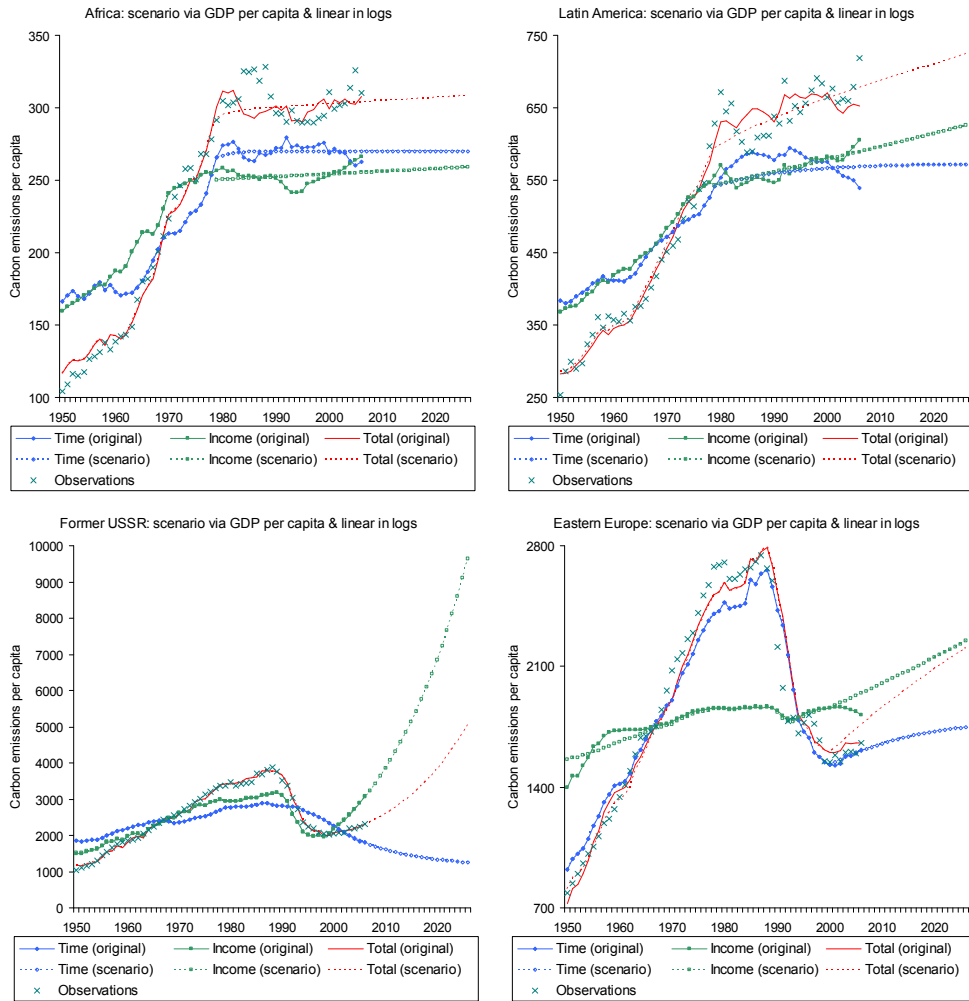 Africa: scenario via GDP per capita & linear in logs
Carbon emissions per capita
350
300
250
200
150
100
1950 1960 1970 1980 1990 2000 2010 2020
Time (original) Income (original) Total (original)
Time (scenario) Income (scenario) Total (scenario)
Observations
Latin America: scenario via GDP per capita & linear in logs
Carbon emissions per capita
750
650
550
450
350
250
1950 1960 1970 1980 1990 2000 2010 2020
Time (original) Income (original) Total (original)
Time (scenario) Income (scenario) Total (scenario)
Observations
Former USSR: scenario via GDP per capita & linear in logs
Carbon emissions per capita
10000
9000
8000
7000
6000
5000
4000
3000
2000
1000
0
1950 1960 1970 1980 1990 2000 2010 2020
Time (original) Income (original) Total (original)
Time (scenario) Income (scenario) Total (scenario)
Observations
Eastern Europe: scenario via GDP per capita & linear in logs
Carbon emissions per capita
2800
2100
1400
700
1950 1960 1970 1980 1990 2000 2010 2020
Time (original) Income (original) Total (original)
Time (scenario) Income (scenario) Total (scenario)
Observations